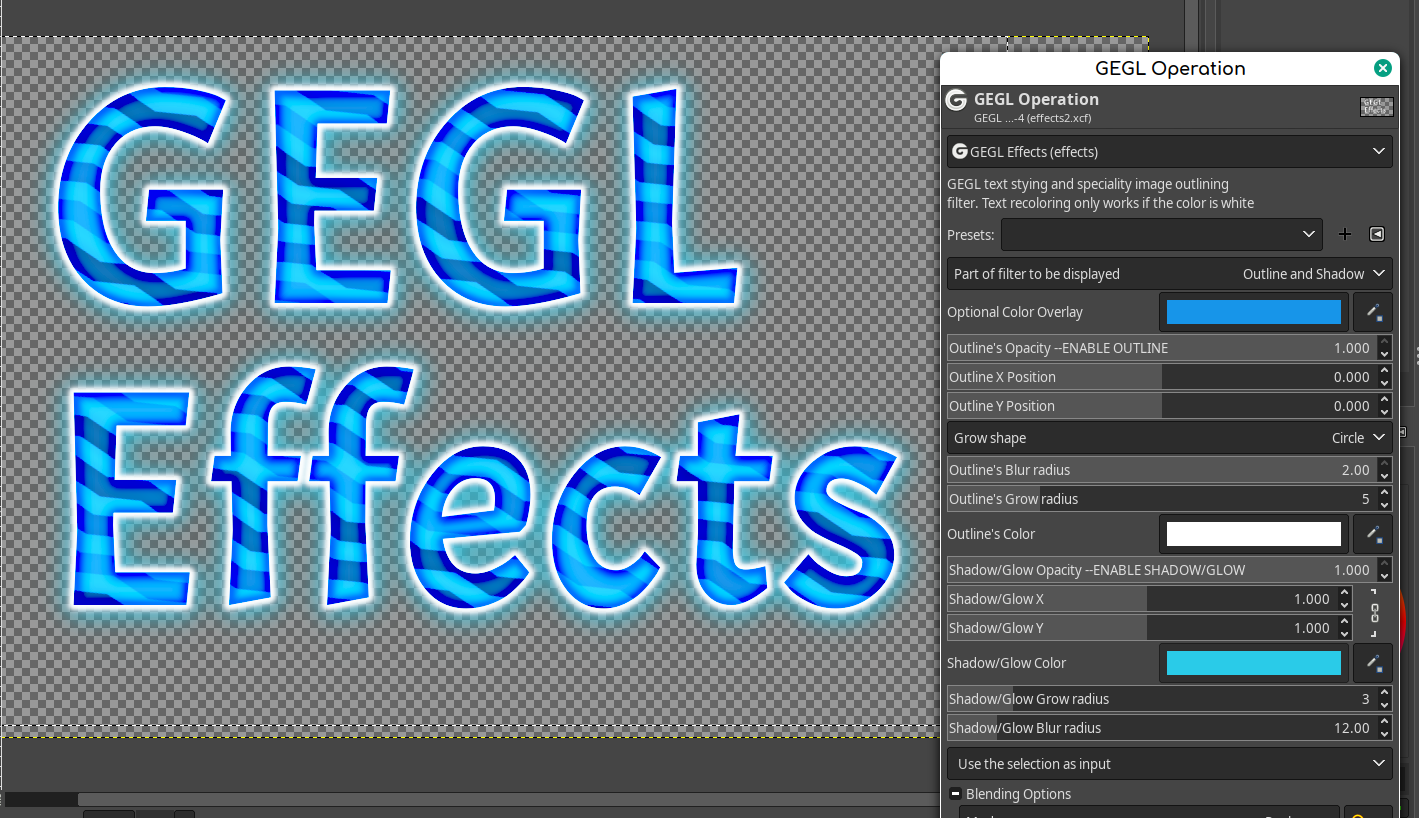 GEGL
Effects
GEGL Operation
GEGL Operation
GEGL ...-4 (effects2.xcf)
GEGL Effects (effects)
GEGL text stying and speciality image outlining
filter. Text recoloring only works if the color is white
Presets:
Part of filter to be displayed Outline and Shadow
Optional Color Overlay
Outline's Opacity --ENABLE OUTLINE 1.000
Outline X Position 0.000
Outline Y Position 0.000
Grow shape Circle
Outline's Blur radius 2.00
Outline's Grow radius 5
Outline's Color
Shadow/Glow Opacity --ENABLE SHADOW/GLOW 1.000
Shadow/Glow X 1.000
Shadow/Glow Y 1.000
Shadow/Glow Color
Shadow/Glow Grow radius 3
Shadow/Glow Blur radius 12.00
Use the selection as input
Blending Options